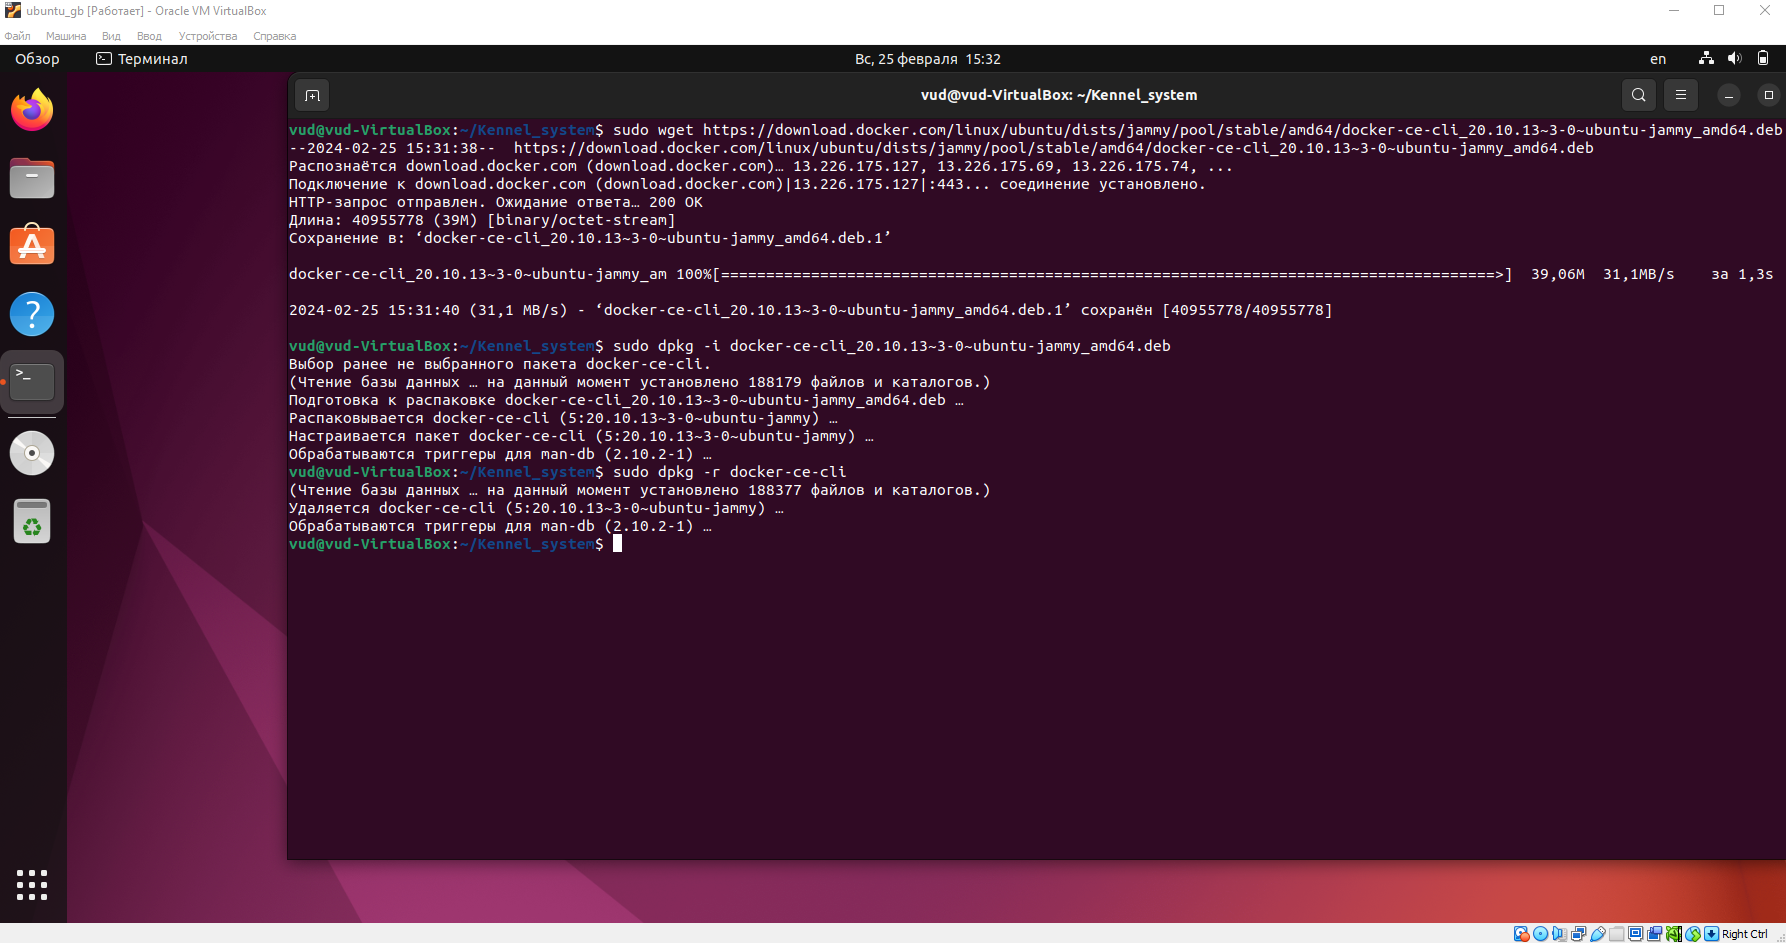 ubuntu_gb [Работает] - Oracle VM VirtualBox
Файл Машина Вид Ввод Устройства Справка
Обзор Терминал Вс, 25 февраля 15:32 en
vud@vud-VirtualBox: ~/Kennel_system
vud@vud-VirtualBox:~/Kennel_system$ sudo wget https://download.docker.com/linux/ubuntu/dists/jammy/pool/stable/amd64/docker-ce-cli_20.10.13~3-0~ubuntu-jammy_amd64.deb
--2024-02-25 15:31:38-- https://download.docker.com/linux/ubuntu/dists/jammy/pool/stable/amd64/docker-ce-cli_20.10.13~3-0~ubuntu-jammy_amd64.deb
Распознаётся download.docker.com (download.docker.com)… 13.226.175.127, 13.226.175.69, 13.226.175.74, ...
Подключение к download.docker.com (download.docker.com)|13.226.175.127|:443... соединение установлено.
HTTP-запрос отправлен. Ожидание ответа… 200 OK
Длина: 40955778 (39M) [binary/octet-stream]
Сохранение в: ‘docker-ce-cli_20.10.13~3-0~ubuntu-jammy_amd64.deb.1’
docker-ce-cli_20.10.13~3-0~ubuntu-jammy_am 100%[======================================================================================>] 39,06M 31,1MB/s за 1,3s
2024-02-25 15:31:40 (31,1 MB/s) - ‘docker-ce-cli_20.10.13~3-0~ubuntu-jammy_amd64.deb.1’ сохранён [40955778/40955778]
vud@vud-VirtualBox:~/Kennel_system$ sudo dpkg -i docker-ce-cli_20.10.13~3-0~ubuntu-jammy_amd64.deb
Выбор ранее не выбранного пакета docker-ce-cli.
(Чтение базы данных … на данный момент установлено 188179 файлов и каталогов.)
Подготовка к распаковке docker-ce-cli_20.10.13~3-0~ubuntu-jammy_amd64.deb …
Распаковывается docker-ce-cli (5:20.10.13~3-0~ubuntu-jammy) …
Настраивается пакет docker-ce-cli (5:20.10.13~3-0~ubuntu-jammy) …
Обрабатываются триггеры для man-db (2.10.2-1) …
vud@vud-VirtualBox:~/Kennel_system$ sudo dpkg -r docker-ce-cli
(Чтение базы данных … на данный момент установлено 188377 файлов и каталогов.)
Удаляется docker-ce-cli (5:20.10.13~3-0~ubuntu-jammy) …
Обрабатываются триггеры для man-db (2.10.2-1) …
vud@vud-VirtualBox:~/Kennel_system$
Right Ctrl